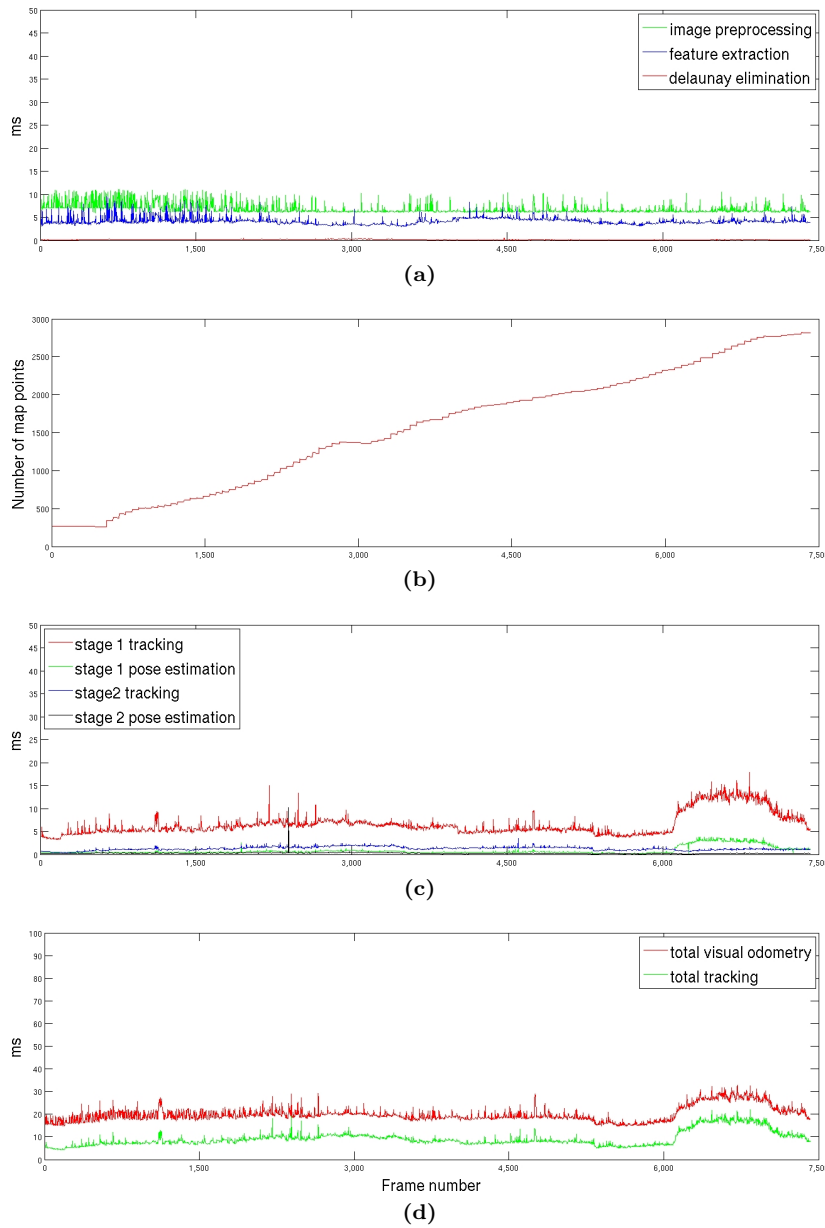 50
45
40
35
30
25
20
15
10
5
0
ms
image preprocessing
feature extraction
delaunay elimination
0 1,500 3,000 4,500 6,000 7,50
(a)
3000
2500
2000
1500
1000
500
0
Number of map points
0 1,500 3,000 4,500 6,000 7,50
(b)
50
45
40
35
30
25
20
15
10
5
0
ms
stage 1 tracking
stage 1 pose estimation
stage2 tracking
stage 2 pose estimation
0 1,500 3,000 4,500 6,000 7,50
(c)
100
90
80
70
60
50
40
30
20
10
0
ms
total visual odometry
total tracking
0 1,500 3,000 4,500 6,000 7,50
Frame number
(d)